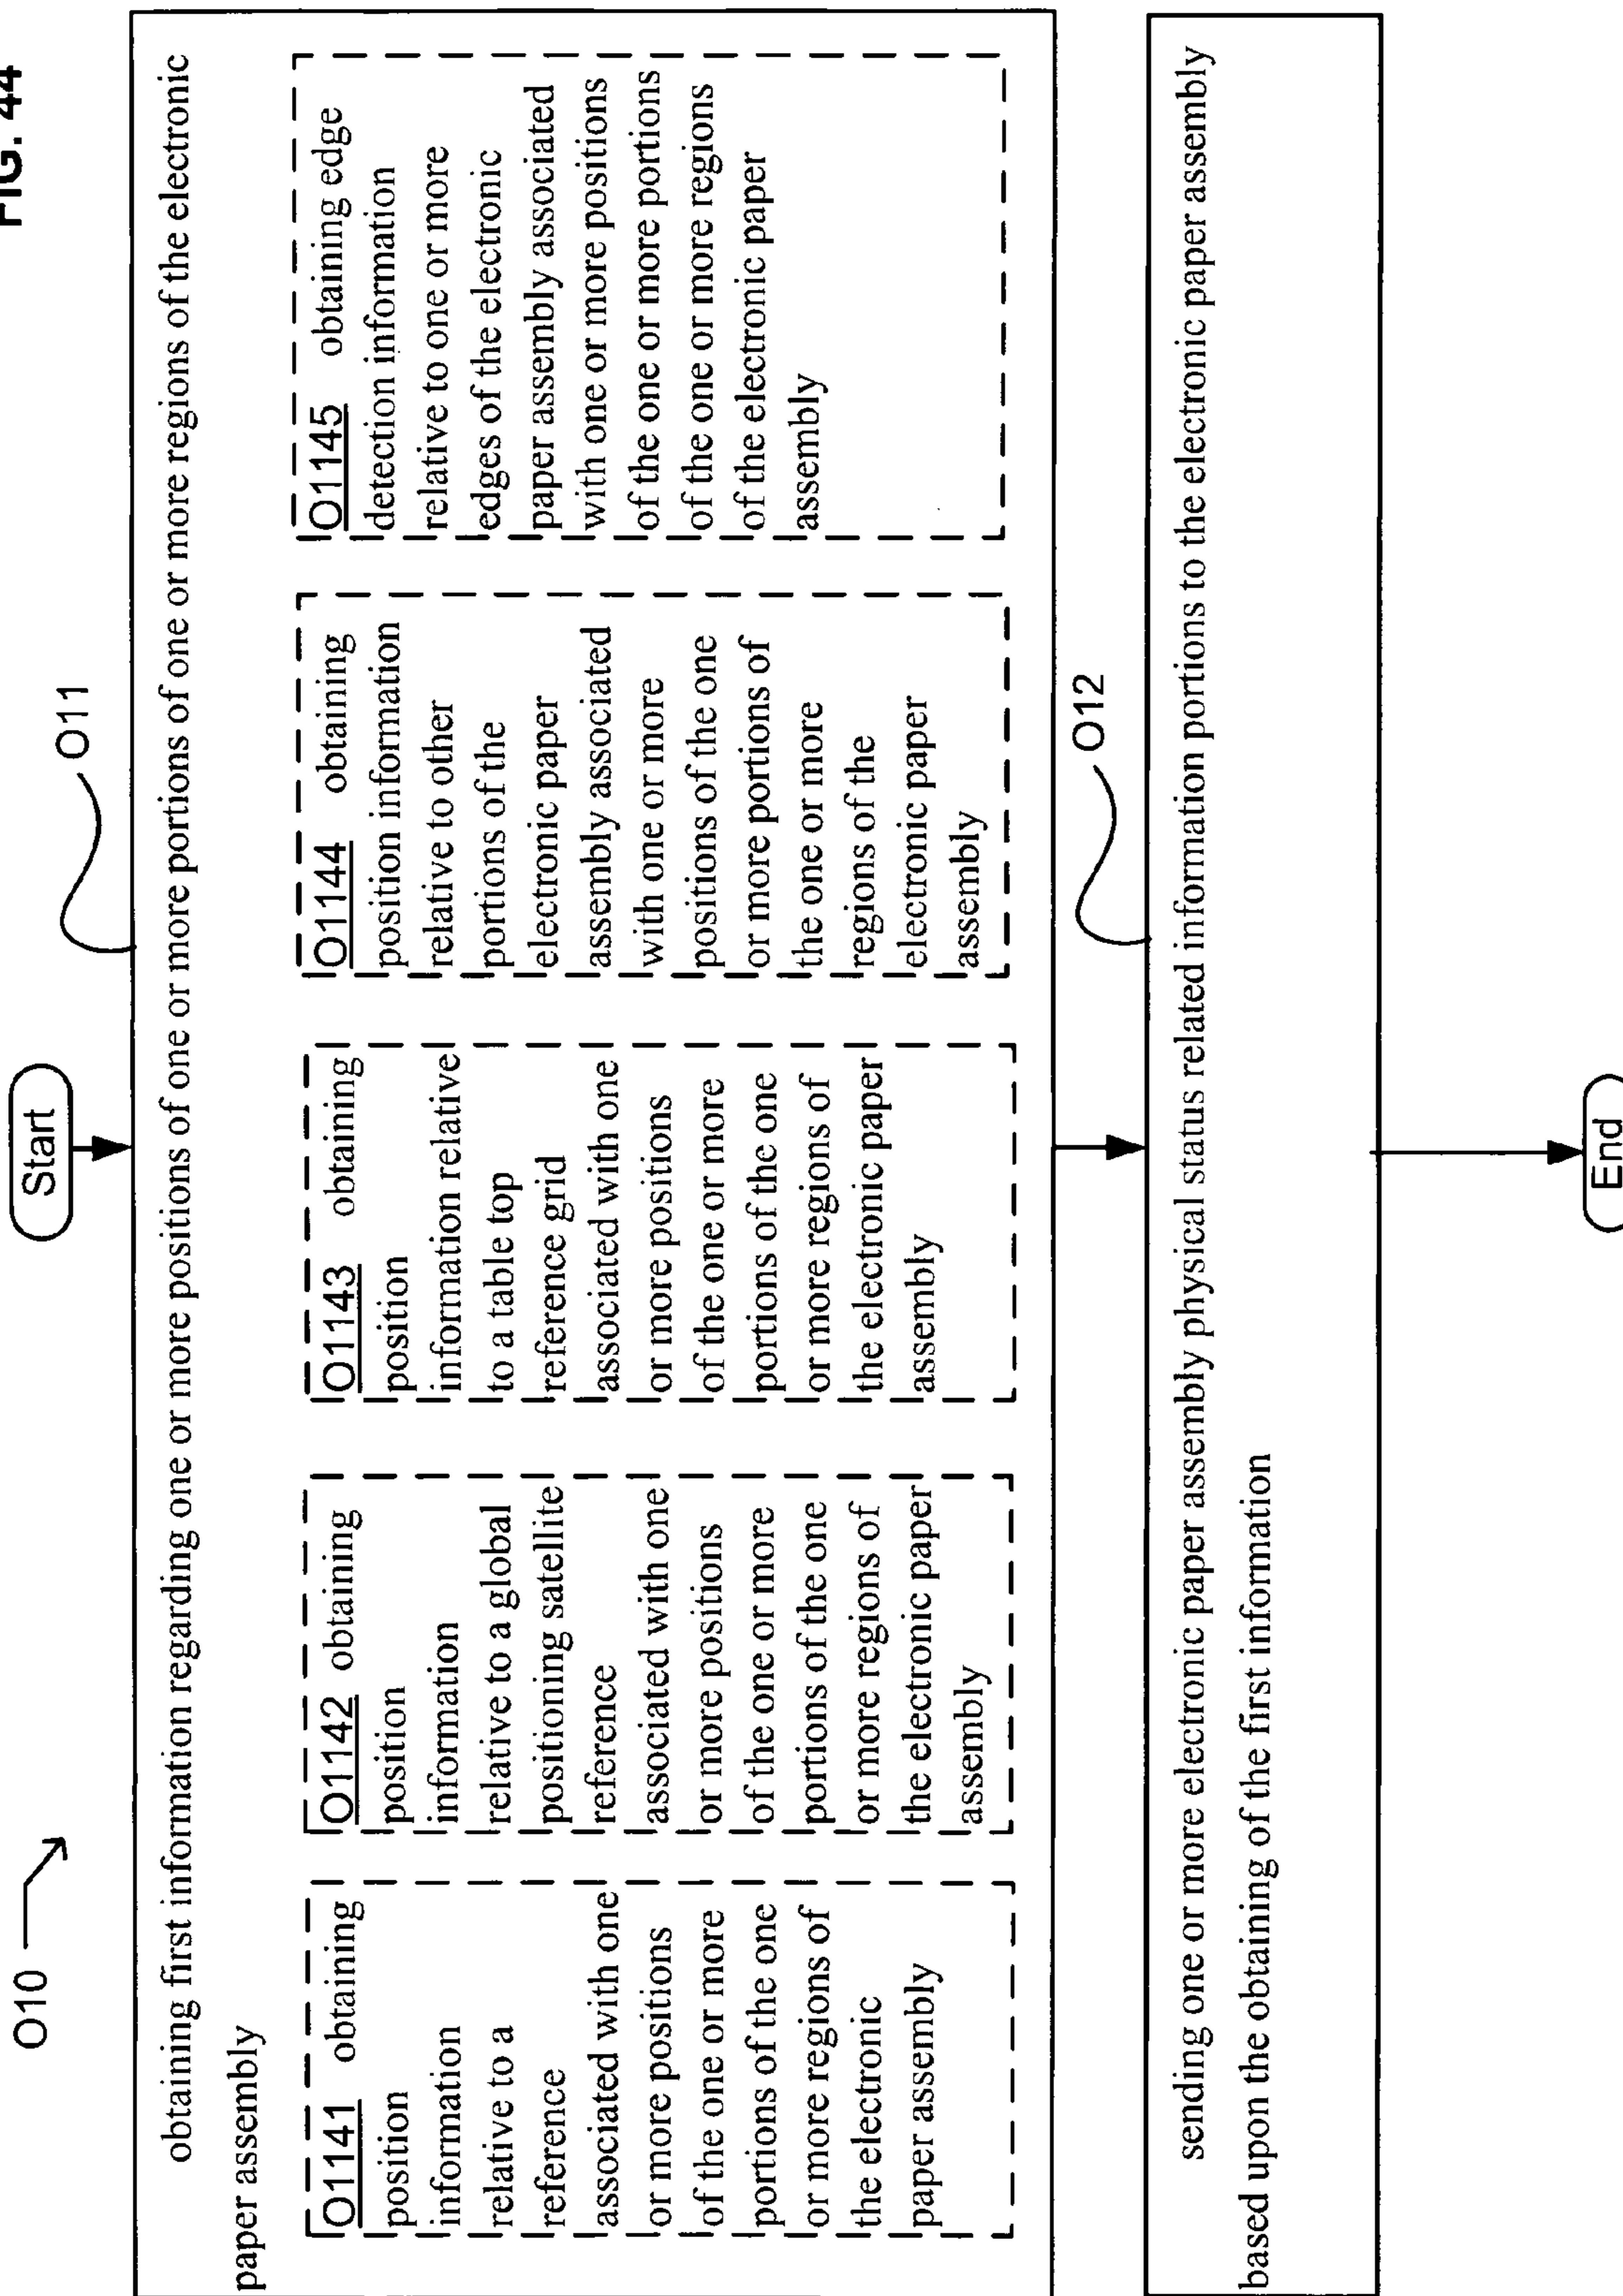 FIG. 44
O10
Start
O11
obtaining first information regarding one or more positions of one or more portions of one or more regions of the electronic
paper assembly
O1141 obtaining
position
information
relative to a
reference
associated with one
or more positions
of the one or more
portions of the one
or more regions of
the electronic
paper assembly
O1142 obtaining
position
information
relative to a global
positioning satellite
reference
associated with one
or more positions
of the one or more
portions of the one
or more regions of
the electronic paper
assembly
O1143 obtaining
position
information relative
to a table top
reference grid
associated with one
or more positions
of the one or more
portions of the one
or more regions of
the electronic paper
assembly
O1144 obtaining
position information
relative to other
portions of the
electronic paper
assembly associated
with one or more
positions of the one
or more portions of
the one or more
regions of the
electronic paper
assembly
O1145 obtaining edge
detection information
relative to one or more
edges of the electronic
paper assembly associated
with one or more positions
of the one or more portions
of the one or more regions
of the electronic paper
assembly
O12
sending one or more electronic paper assembly physical status related information portions to the electronic paper assembly
based upon the obtaining of the first information
End